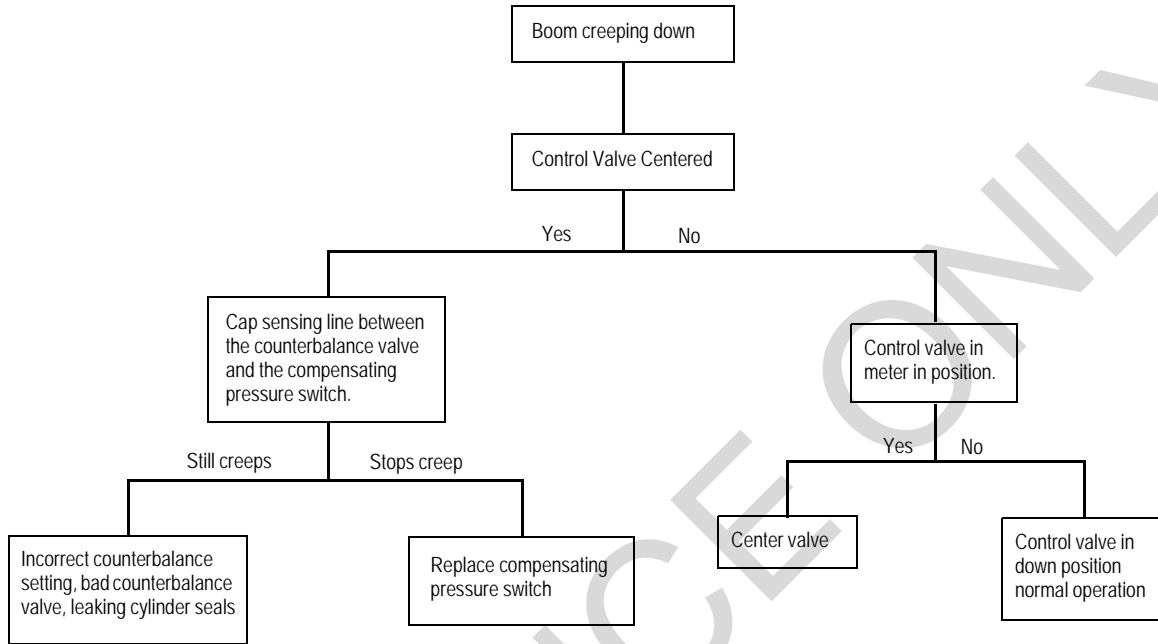 Boom creeping down
Control Valve Centered
Yes
No
Cap sensing line between
the counterbalance valve
and the compensating
pressure switch.
Control valve in
meter in position.
Still creeps
Stops creep
Yes
No
Incorrect counterbalance
setting, bad counterbalance
valve, leaking cylinder seals
Replace compensating
pressure switch
Center valve
Control valve in
down position
normal operation
NCE ONLY